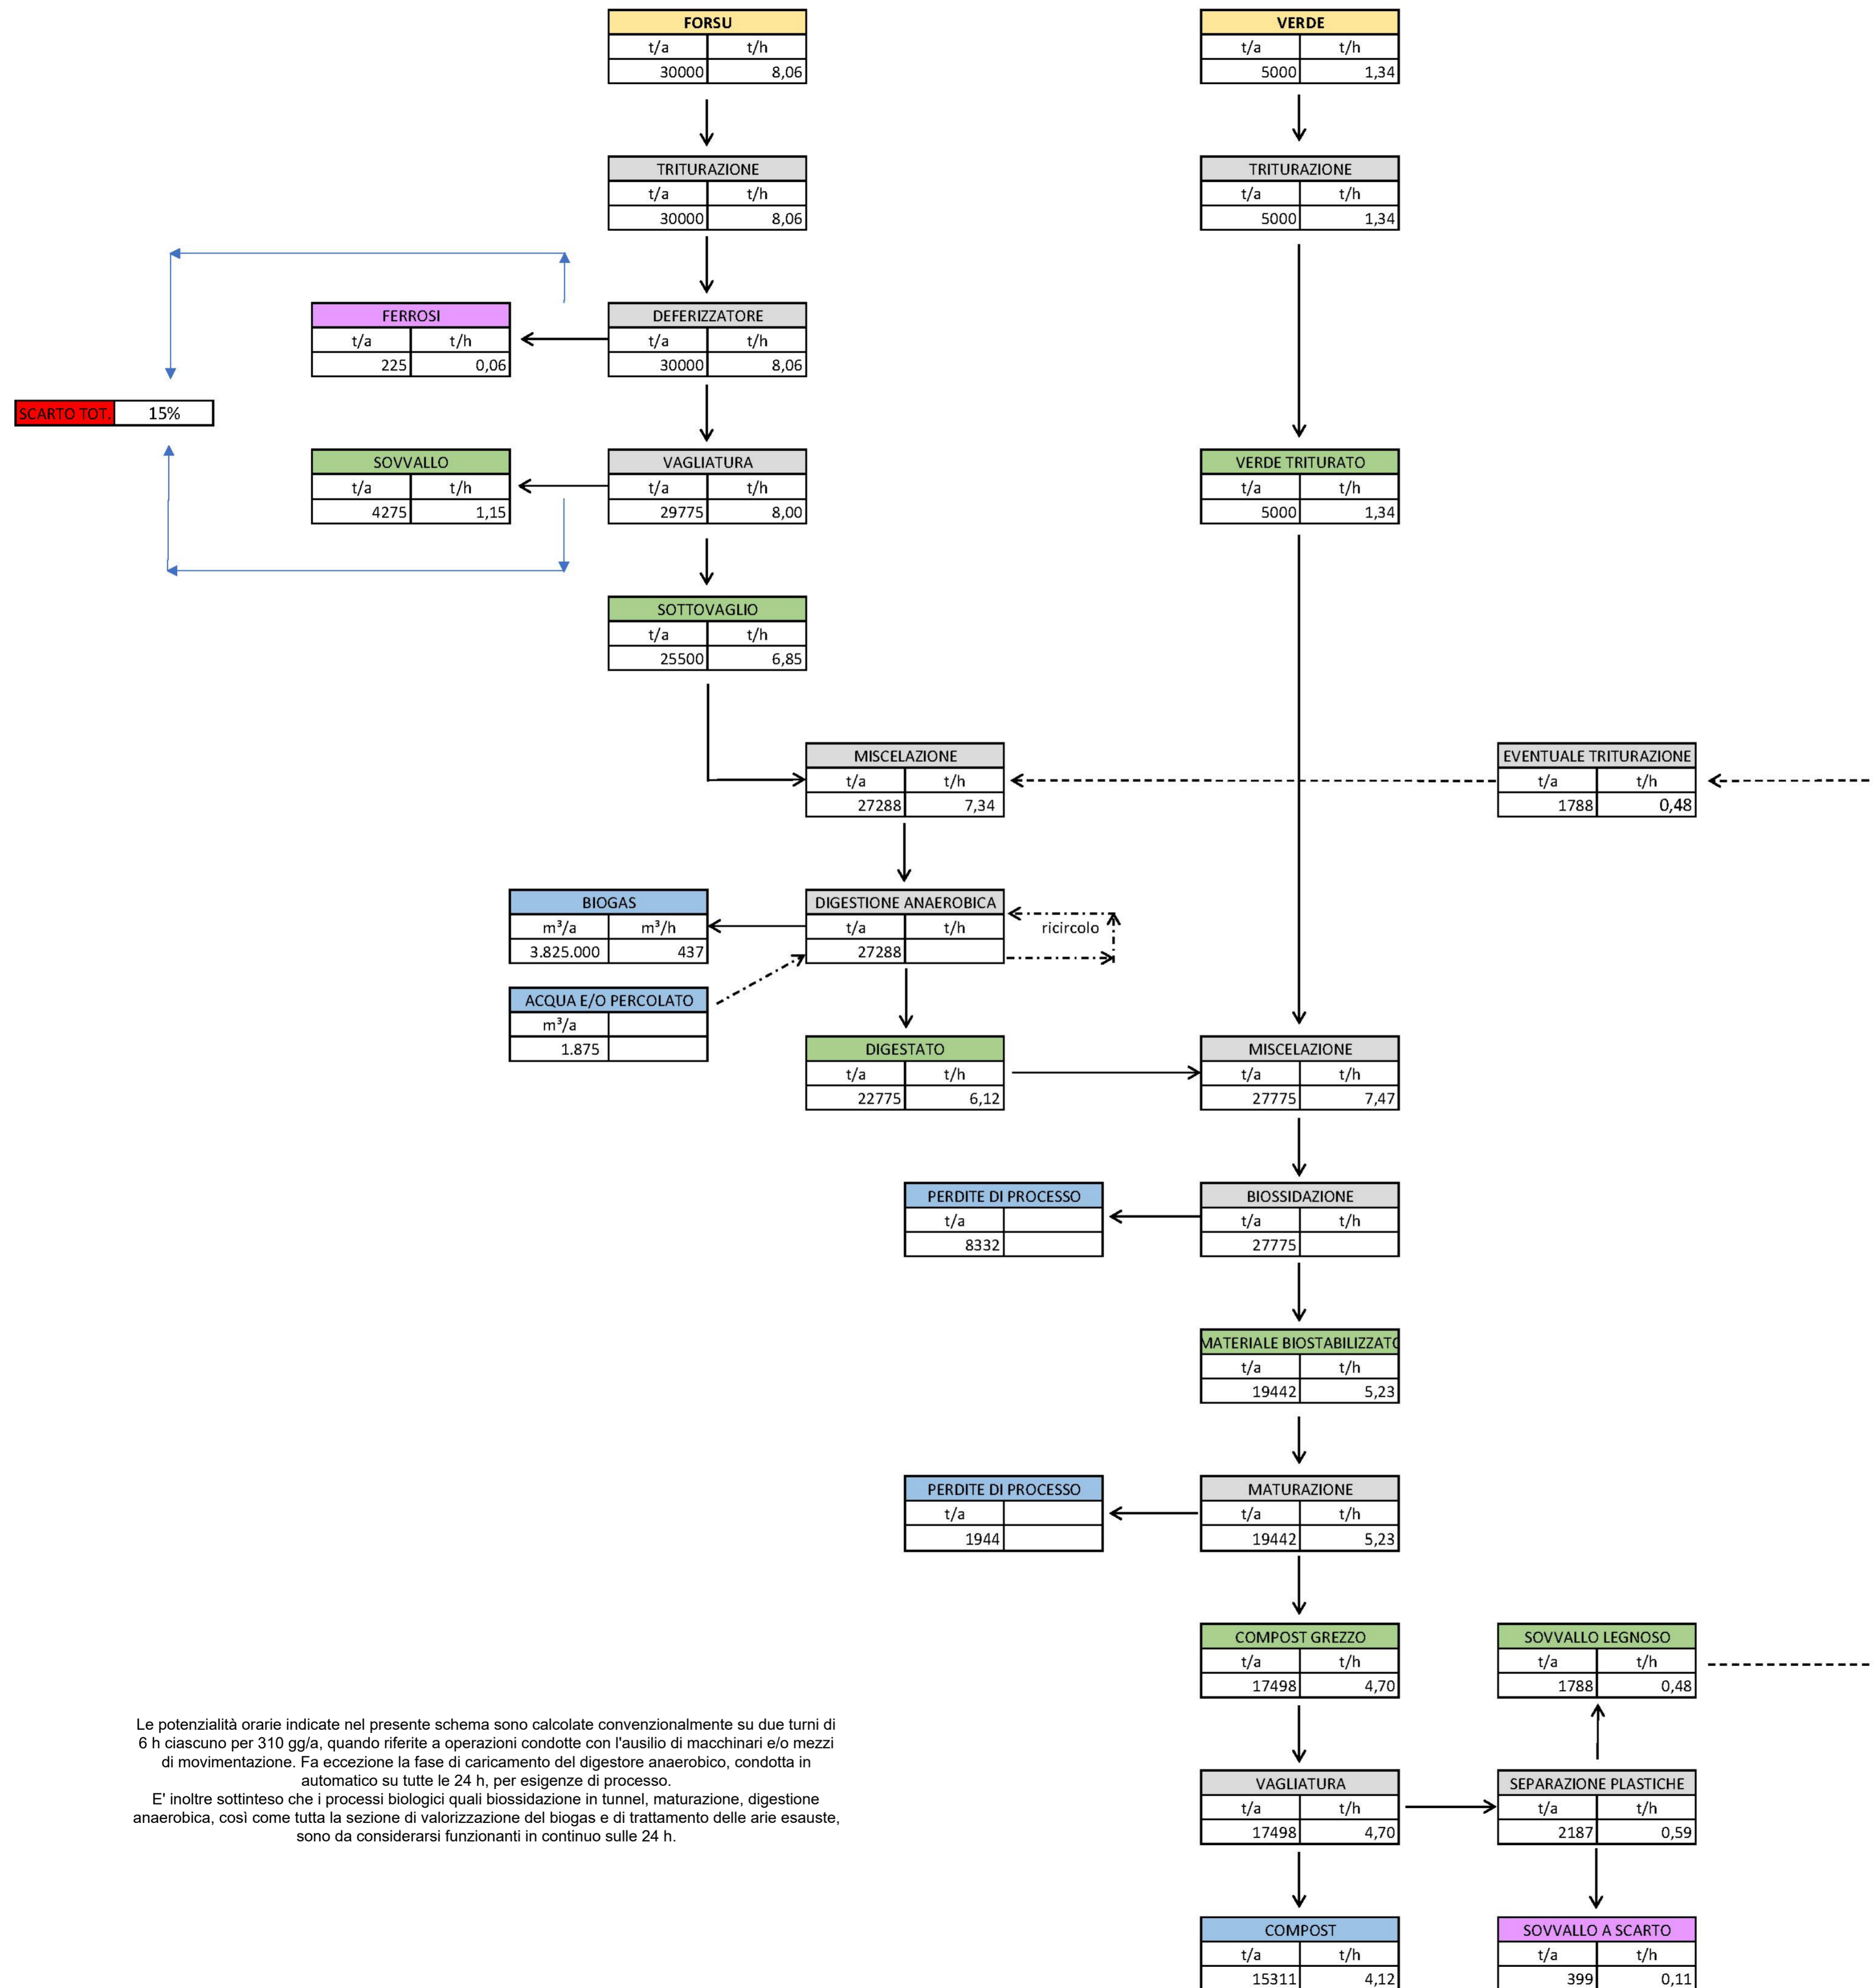 FORSU
t/a t/h
30000 8,06
VERDE
t/a t/h
5000 1,34
TRITURAZIONE
t/a t/h
30000 8,06
TRITURAZIONE
t/a t/h
5000 1,34
FERROSI
t/a t/h
225 0,06
DEFERIZZATORE
t/a t/h
30000 8,06
SCARTO TOT. 15%
SOVVALLO
t/a t/h
4275 1,15
VAGLIATURA
t/a t/h
29775 8,00
VERDE TRITURATO
t/a t/h
5000 1,34
SOTTOVAGLIO
t/a t/h
25500 6,85
MISCELAZIONE
t/a t/h
27288 7,34
EVENTUALE TRITURAZIONE
t/a t/h
1788 0,48
BIOGAS
m³/a m³/h
3.825.000 437
DIGESTIONE ANAEROBICA
t/a t/h
27288
ricircolo
ACQUA E/O PERCOLATO
m³/a
1.875
DIGESTATO
t/a t/h
22775 6,12
MISCELAZIONE
t/a t/h
27775 7,47
PERDITE DI PROCESSO
t/a
8332
BIOSSIDAZIONE
t/a t/h
27775
MATERIALE BIOSTABILIZZATO
t/a t/h
19442 5,23
PERDITE DI PROCESSO
t/a
1944
MATURAZIONE
t/a t/h
19442 5,23
COMPOST GREZZO
t/a t/h
17498 4,70
SOVVALLO LEGNOSO
t/a t/h
1788 0,48
Le potenzialità orarie indicate nel presente schema sono calcolate convenzionalmente su due turni di
6 h ciascuno per 310 gg/a, quando riferite a operazioni condotte con l'ausilio di macchinari e/o mezzi
di movimentazione. Fa eccezione la fase di caricamento del digestore anaerobico, condotta in
automatico su tutte le 24 h, per esigenze di processo.
E' inoltre sottinteso che i processi biologici quali biossidazione in tunnel, maturazione, digestione
anaerobica, così come tutta la sezione di valorizzazione del biogas e di trattamento delle arie esauste,
sono da considerarsi funzionanti in continuo sulle 24 h.
VAGLIATURA
t/a t/h
17498 4,70
SEPARAZIONE PLASTICHE
t/a t/h
2187 0,59
COMPOST
t/a t/h
15311 4,12
SOVVALLO A SCARTO
t/a t/h
399 0,11